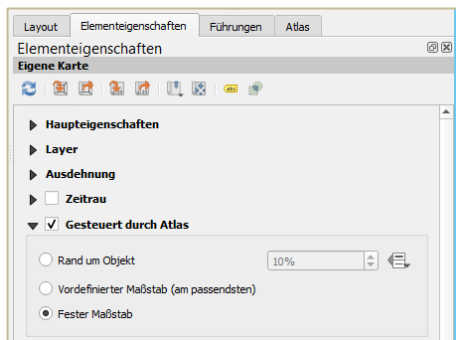 Layout Elementeigenschaften Führungen Atlas
Elementeigenschaften
Eigene Karte
abc
Haupteigenschaften
Layer
Ausdehnung
Zeitrau
Gesteuert durch Atlas
Rand um Objekt 10%
Vordefinierter Maßstab (am passendsten)
Fester Maßstab